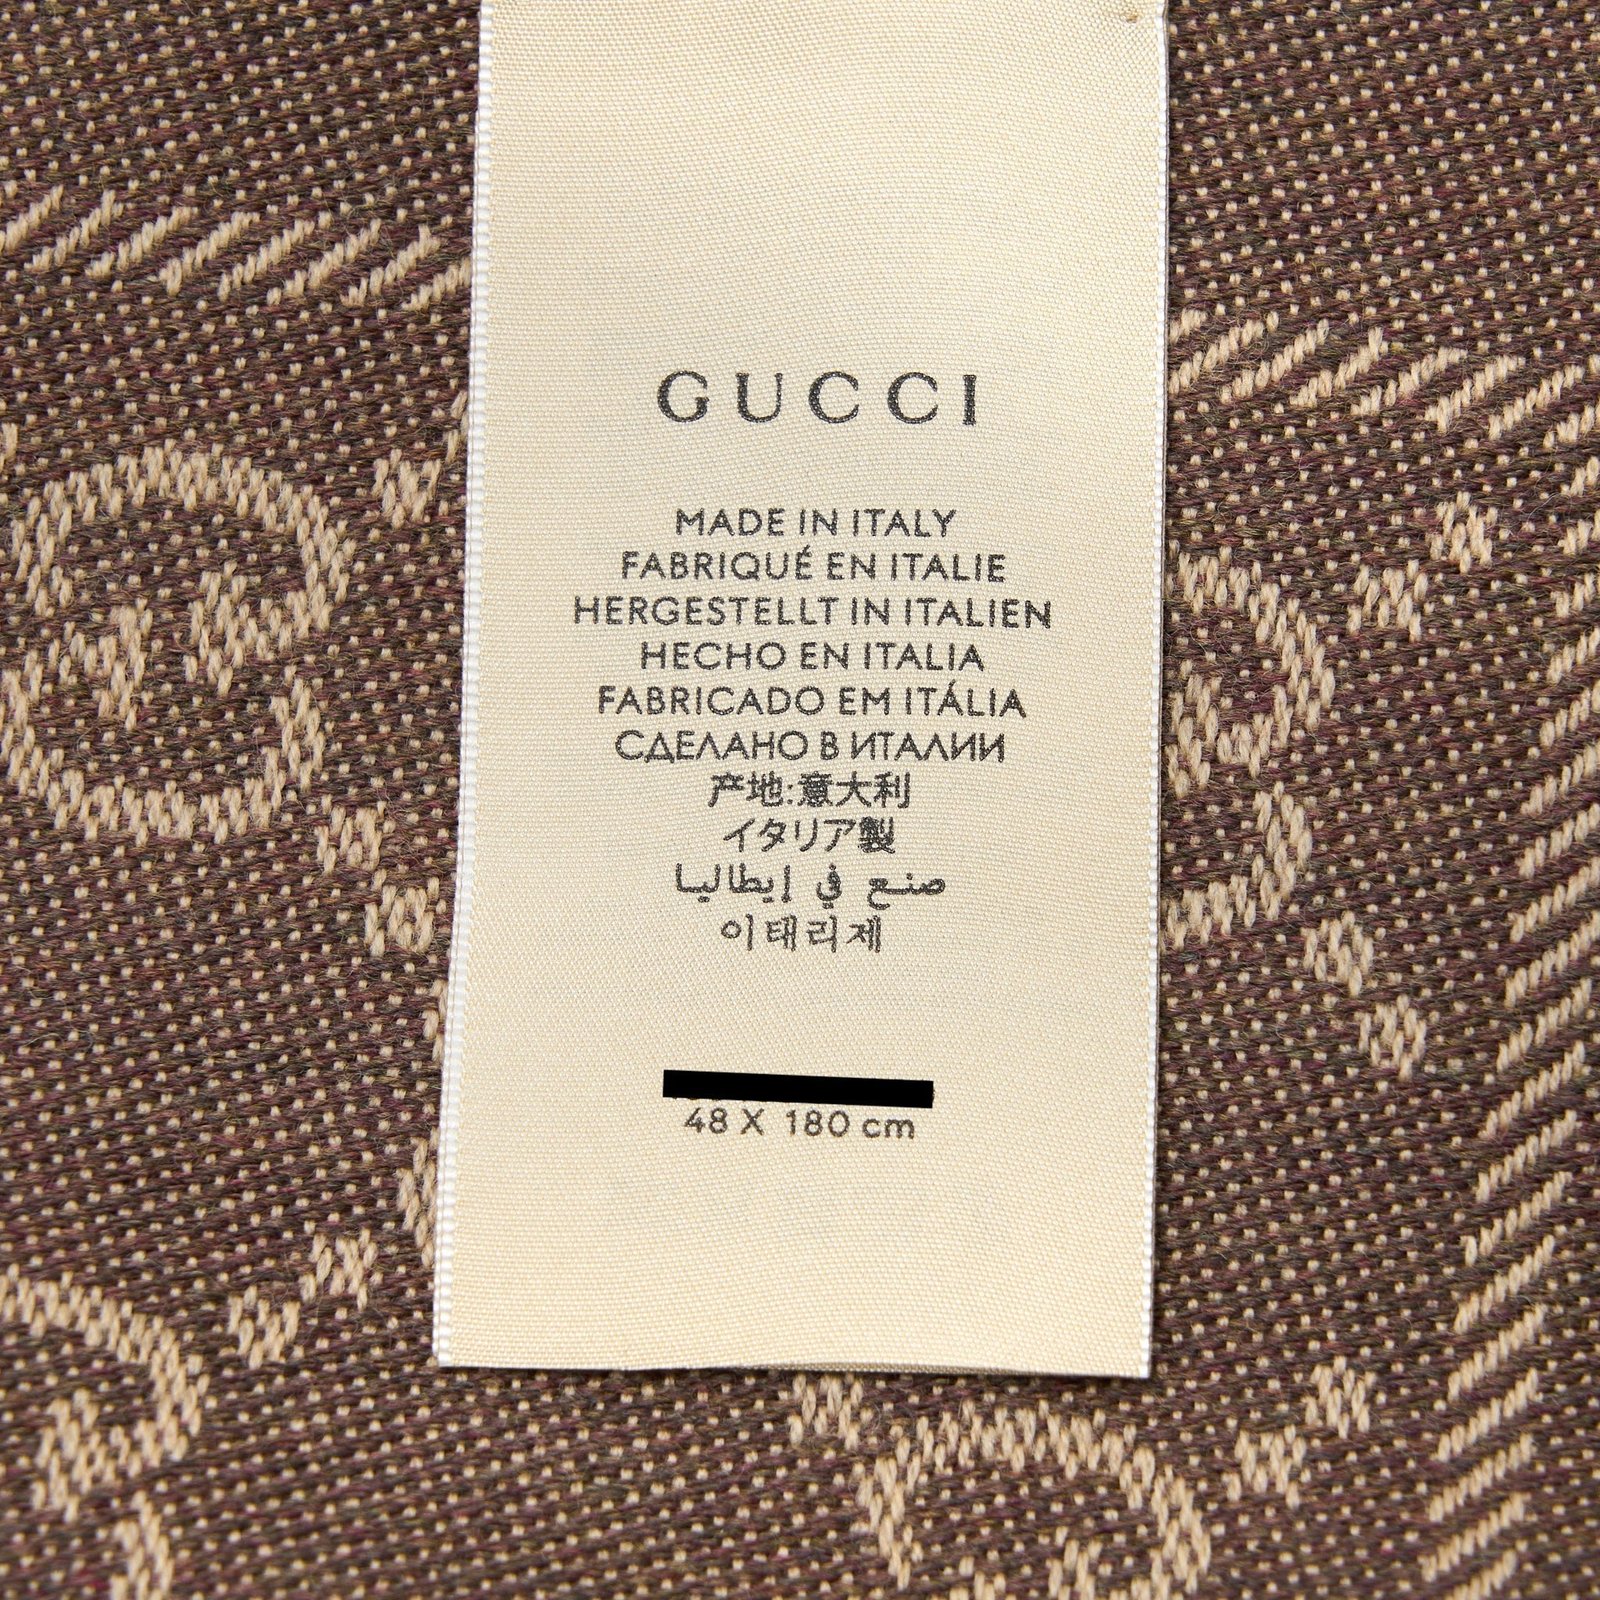 GUCCI
MADE IN ITALY
FABRIQUÉ EN ITALIE
HERGESTELLT IN ITALIEN
HECHO EN ITALIA
FABRICADO EM ITÁLIA
СДЕЛАНО В ИТАЛИИ
产地:意大利
イタリア製
صنع في إيطاليا
이태리제
48 X 180 cm